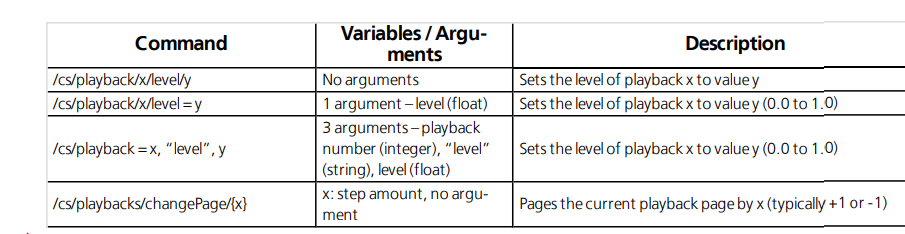 Command
Variables / Argu-
ments
Description
/cs/playback/x/level/y
No arguments
Sets the level of playback x to value y
/cs/playback/x/level = y
1 argument – level (float)
Sets the level of playback x to value y (0.0 to 1.0)
/cs/playback = x, “level”, y
3 arguments – playback
number (integer), “level”
(string), level (float)
Sets the level of playback x to value y (0.0 to 1.0)
/cs/playbacks/changePage/{x}
x: step amount, no argu-
ment
Pages the current playback page by x (typically +1 or -1)